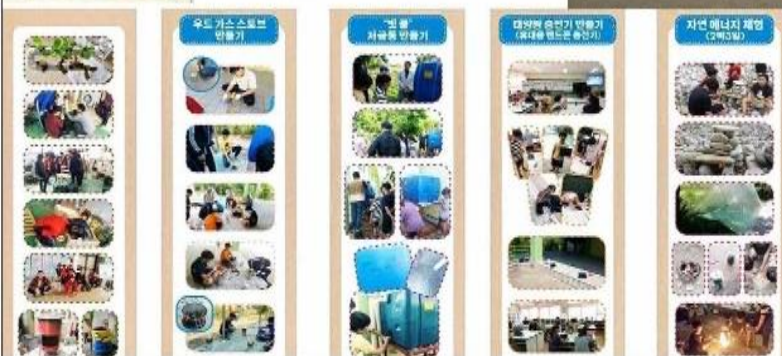 우드 가스 스토브
만들기
"빗물"
저금통 만들기
태양광 충전기 만들기
(휴대용 핸드폰 충전기)
자연 에너지 체험
(2박3일)